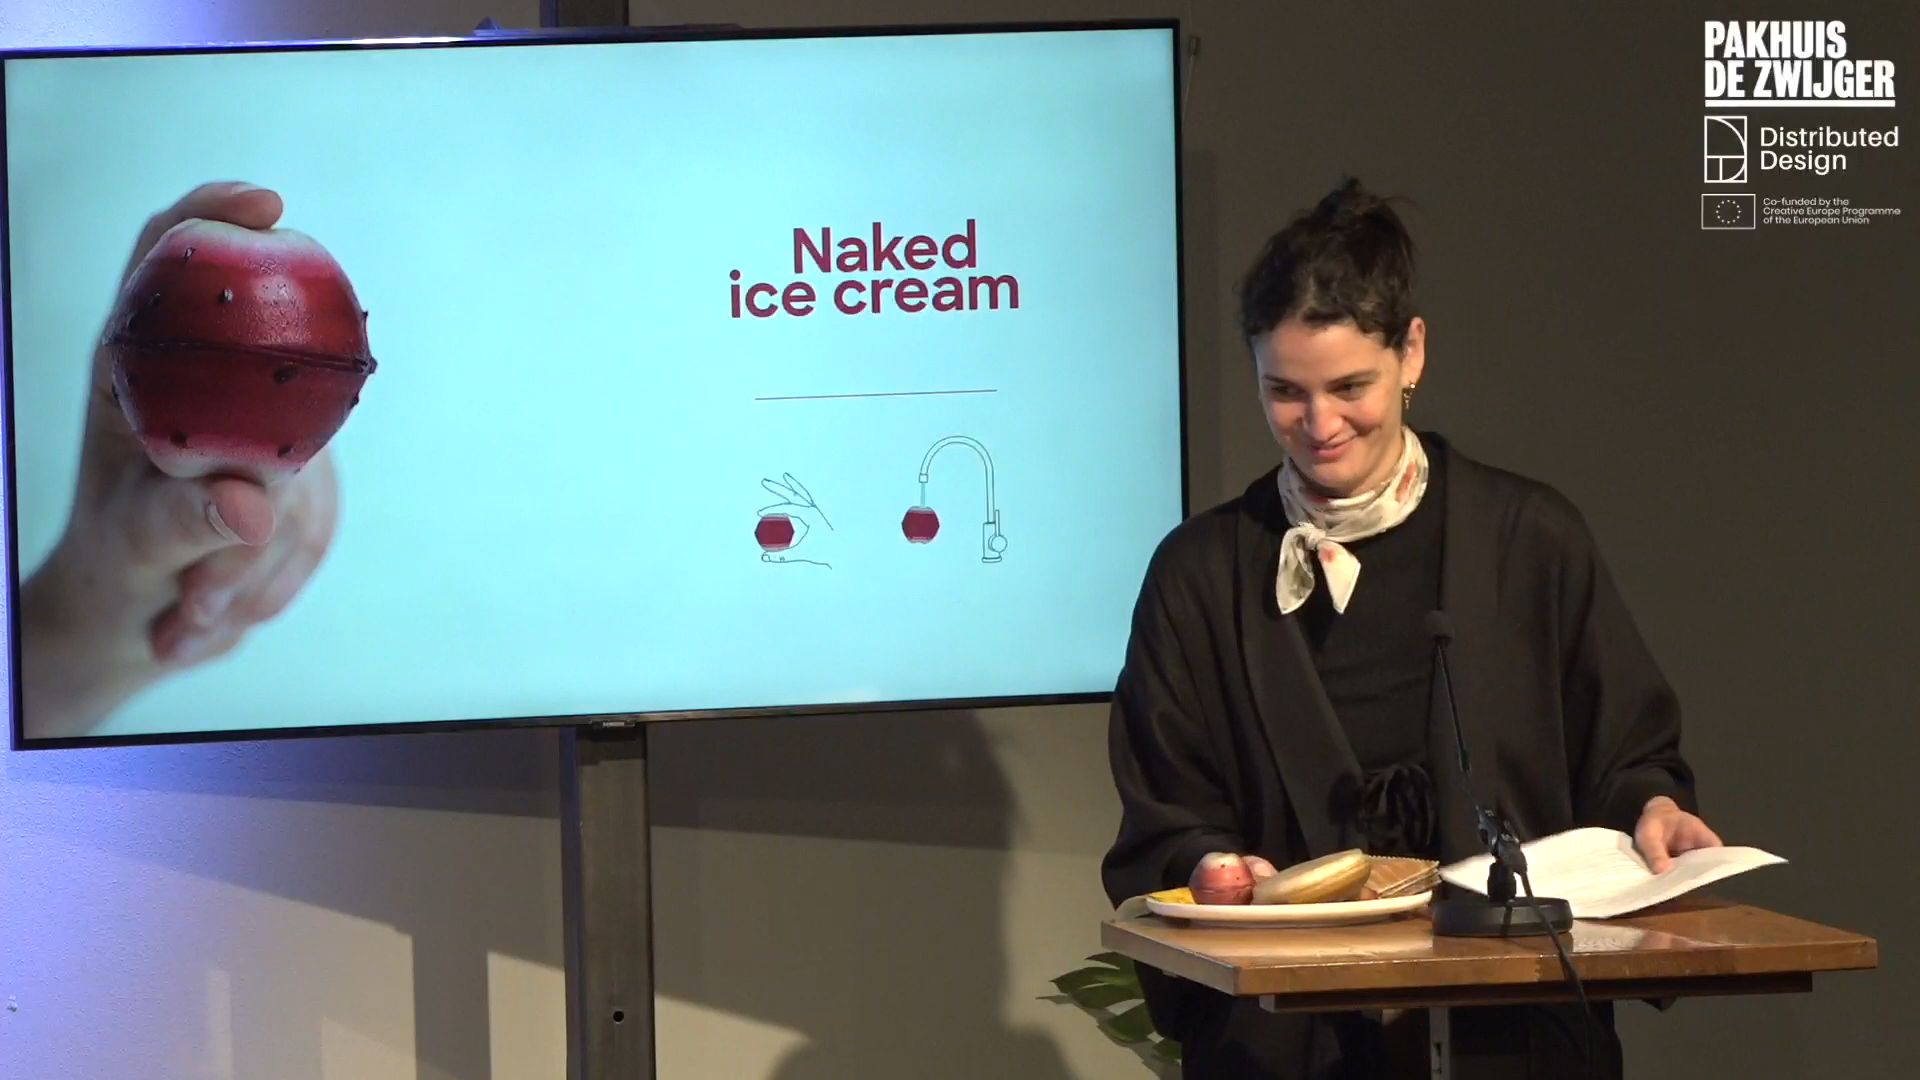 Naked
ice cream
PAKHUIS
DE ZWIJGER
Distributed
Design
Co-funded by the
Creative Europe Programme
of the European Union